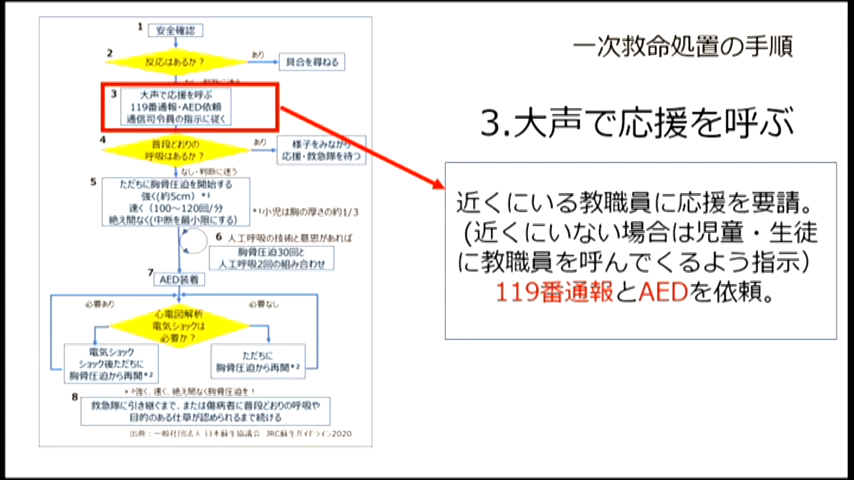 一次救命処置の手順
3.大声で応援を呼ぶ
近くにいる教職員に応援を要請。
(近くにいない場合は児童・生徒
に教職員を呼んでくるよう指示)
119番通報とAEDを依頼。
1
安全確認
2
反応はあるか？
あり
具合を尋ねる
3
大声で応援を呼ぶ
119番通報・AED依頼
通信司令員の指示に従く
4
普段どおりの
呼吸はあるか？
あり
様子をみながら
応援・救急隊を待つ
なし・判断に迷う
5
ただちに胸骨圧迫を開始する
強く(約5cm）*¹
速く（100～120回/分
絶え間なく(中断を最小限にする）
*¹小児は胸の厚さの約1/3
6 人工呼吸の技術と意思があれば
胸骨圧迫30回と
人工呼吸2回の組み合わせ
7
AED装着
必要あり
必要なし
心電図解析
電気ショックは
必要か？
電気ショック
ショック後ただちに
胸骨圧迫から再開*²
ただちに
胸骨圧迫から再開*²
*²強く、速く、絶え間なく胸骨圧迫を！
8
救急隊に引き継ぐまで、または傷病者に普段どおりの呼吸や
目的のある仕草が認められるまで続ける
出典：一般社団法人 日本蘇生協議会 JRC蘇生ガイドライン2020